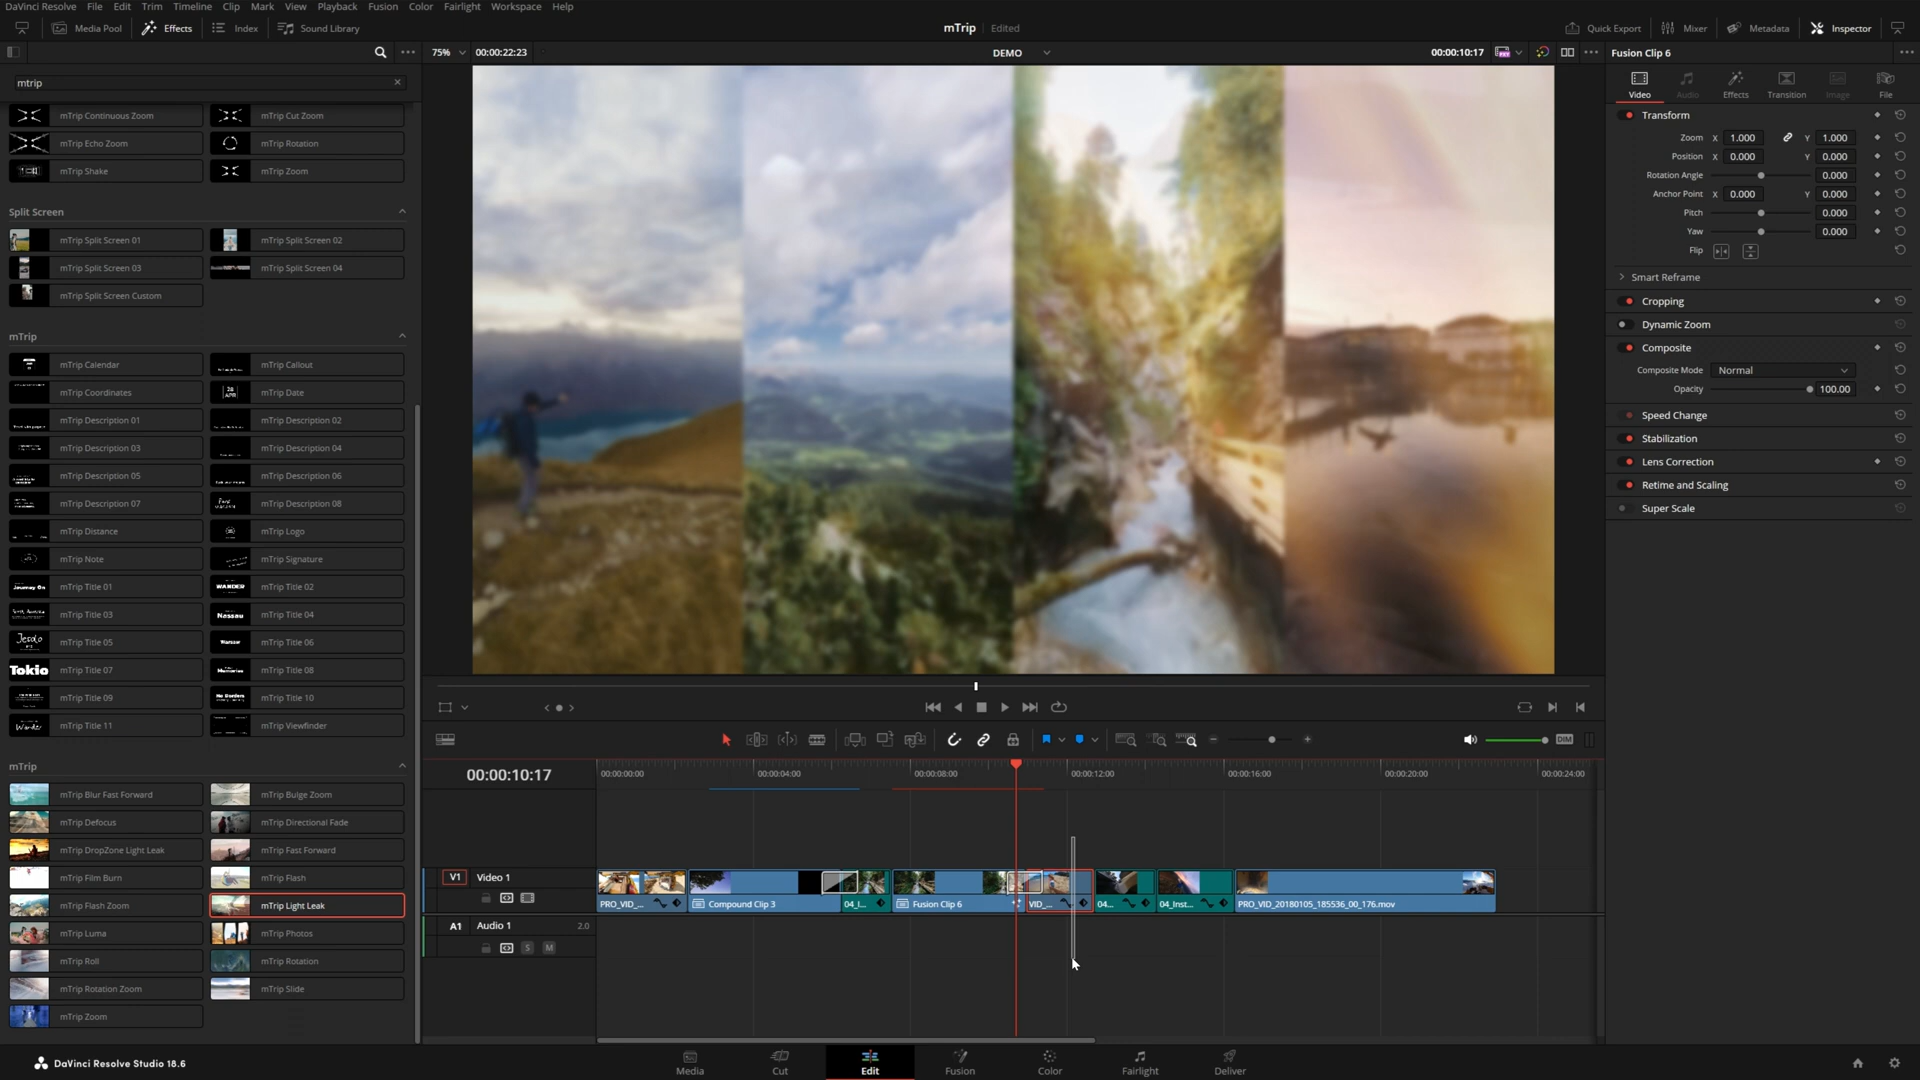 DaVinci Resolve File Edit Trim Timeline Clip Mark View Playback Fusion Color Fairlight Workspace Help
Media Pool Effects Index Sound Library mTrip Edited Quick Export Mixer Metadata Inspector
75% 00:00:22:23 DEMO 00:00:10:17 Fusion Clip 6
mtrip
Video Audio Effects Transition Image File
mTrip Continuous Zoom mTrip Cut Zoom
mTrip Echo Zoom mTrip Rotation
mTrip Shake mTrip Zoom
Split Screen
mTrip Split Screen 01 mTrip Split Screen 02
mTrip Split Screen 03 mTrip Split Screen 04
mTrip Split Screen Custom
mTrip
mTrip Calendar mTrip Callout
mTrip Coordinates mTrip Date
28 APR
mTrip Description 01 mTrip Description 02
mTrip Description 03 mTrip Description 04
mTrip Description 05 mTrip Description 06
mTrip Description 07 mTrip Description 08
mTrip Distance mTrip Logo
mTrip Note mTrip Signature
Journey On mTrip Title 01 WANDER mTrip Title 02
mTrip Title 03 Nassau mTrip Title 04
Jesolo mTrip Title 05 Warsaw mTrip Title 06
Tokio mTrip Title 07 Memories mTrip Title 08
mTrip Title 09 No Borders mTrip Title 10
Wander mTrip Title 11 mTrip Viewfinder
mTrip
mTrip Blur Fast Forward mTrip Bulge Zoom
mTrip Defocus mTrip Directional Fade
mTrip DropZone Light Leak mTrip Fast Forward
mTrip Film Burn mTrip Flash
mTrip Flash Zoom mTrip Light Leak
mTrip Luma mTrip Photos
mTrip Roll mTrip Rotation
mTrip Rotation Zoom mTrip Slide
mTrip Zoom
Transform
Zoom X 1.000 Y 1.000
Position X 0.000 Y 0.000
Rotation Angle 0.000
Anchor Point X 0.000 Y 0.000
Pitch 0.000
Yaw 0.000
Flip
Smart Reframe
Cropping
Dynamic Zoom
Composite
Composite Mode Normal
Opacity 100.00
Speed Change
Stabilization
Lens Correction
Retime and Scaling
Super Scale
DIM
00:00:10:17 00:00:00:00 00:00:04:00 00:00:08:00 00:00:12:00 00:00:16:00 00:00:20:00 00:00:24:00
V1 Video 1
PRO_VID_... Compound Clip 3 04_I... Fusion Clip 6 VID_... 04... 04_Inst... PRO_VID_20180105_185536_00_176.mov
A1 Audio 1 2.0
S M
DaVinci Resolve Studio 18.6 Media Cut Edit Fusion Color Fairlight Deliver